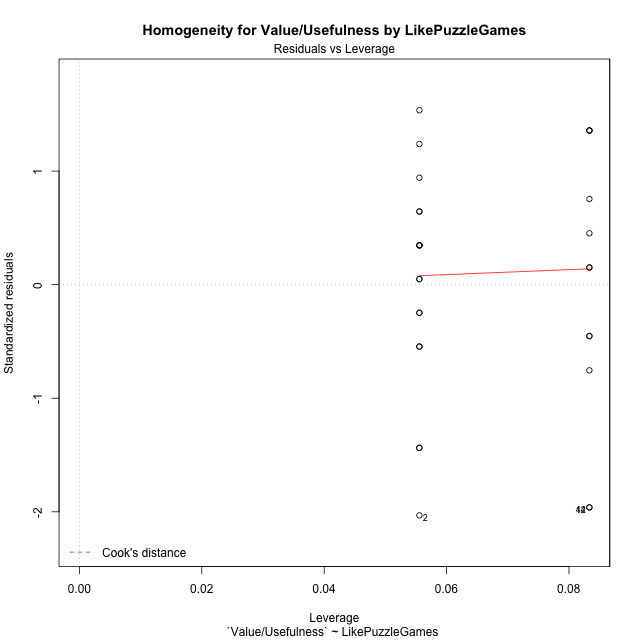 Homogeneity for Value/Usefulness by LikePuzzleGames
Residuals vs Leverage
Standardized residuals
1
0
-1
-2
2
Cook's distance
0.00 0.02 0.04 0.06 0.08
Leverage
`Value/Usefulness` ~ LikePuzzleGames